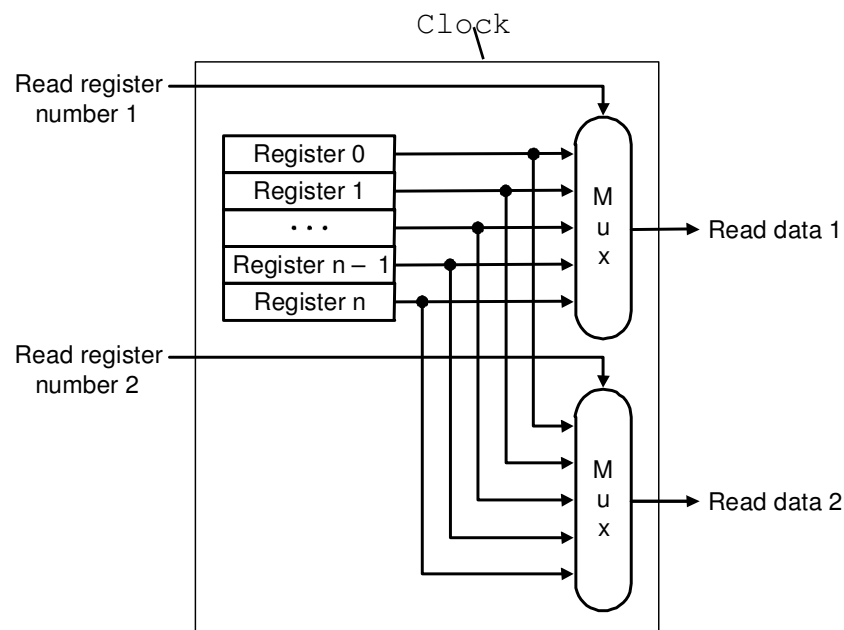 Clock
Read register
number 1
Register 0
Register 1
. . .
Register n – 1
Register n
M
u
x
Read data 1
Read register
number 2
M
u
x
Read data 2